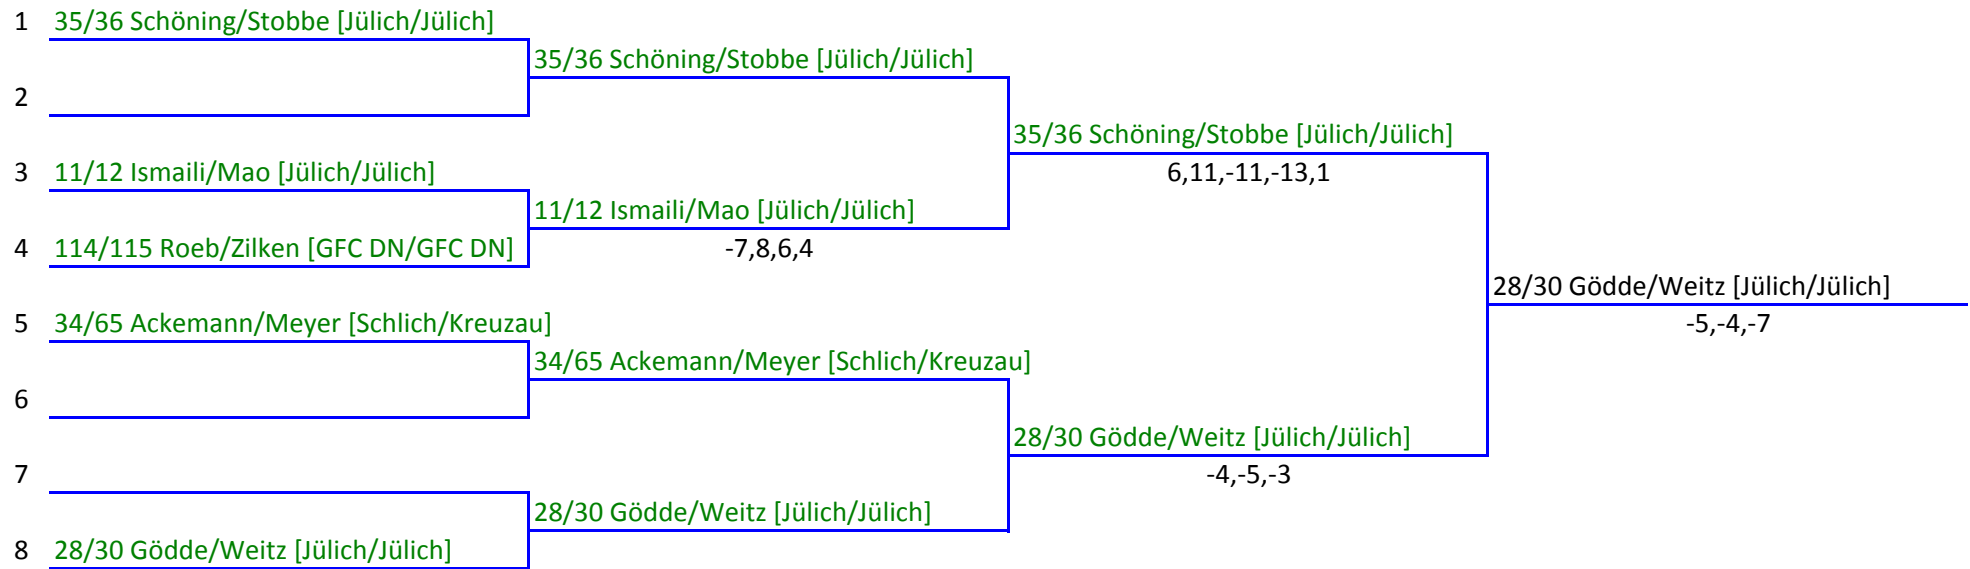 1 35/36 Schöning/Stobbe [Jülich/Jülich]
35/36 Schöning/Stobbe [Jülich/Jülich]
2
35/36 Schöning/Stobbe [Jülich/Jülich]
3 11/12 Ismaili/Mao [Jülich/Jülich]
6,11,-11,-13,1
11/12 Ismaili/Mao [Jülich/Jülich]
4 114/115 Roeb/Zilken [GFC DN/GFC DN]
-7,8,6,4
28/30 Gödde/Weitz [Jülich/Jülich]
5 34/65 Ackemann/Meyer [Schlich/Kreuzau]
-5,-4,-7
34/65 Ackemann/Meyer [Schlich/Kreuzau]
6
28/30 Gödde/Weitz [Jülich/Jülich]
7
-4,-5,-3
28/30 Gödde/Weitz [Jülich/Jülich]
8 28/30 Gödde/Weitz [Jülich/Jülich]